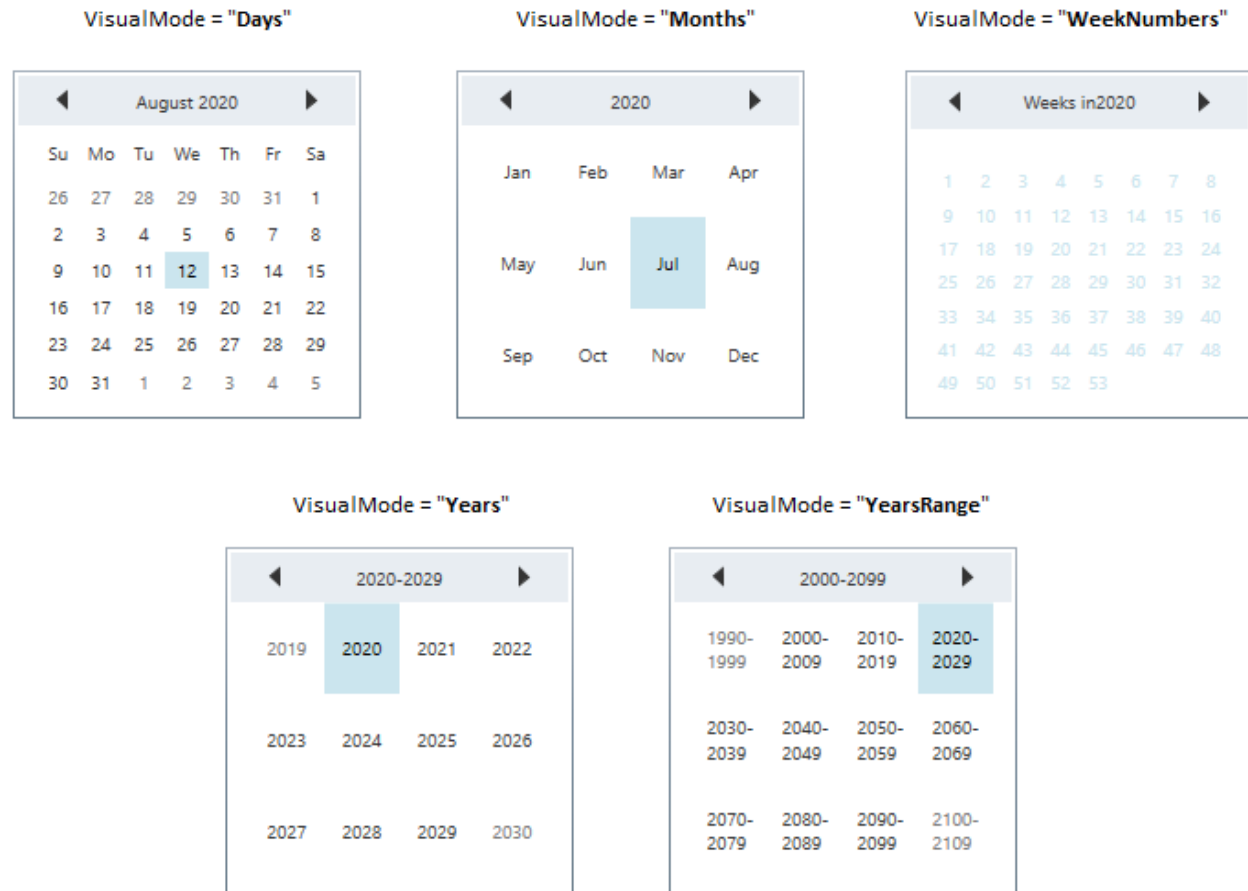 VisualMode = "Days"
VisualMode = "Months"
VisualMode = "WeekNumbers"
August 2020
Su Mo Tu We Th Fr Sa
26 27 28 29 30 31 1
2 3 4 5 6 7 8
9 10 11 12 13 14 15
16 17 18 19 20 21 22
23 24 25 26 27 28 29
30 31 1 2 3 4 5
2020
Jan Feb Mar Apr
May Jun Jul Aug
Sep Oct Nov Dec
Weeks in2020
1 2 3 4 5 6 7 8
9 10 11 12 13 14 15 16
17 18 19 20 21 22 23 24
25 26 27 28 29 30 31 32
33 34 35 36 37 38 39 40
41 42 43 44 45 46 47 48
49 50 51 52 53
VisualMode = "Years"
VisualMode = "YearsRange"
2020-2029
2019 2020 2021 2022
2023 2024 2025 2026
2027 2028 2029 2030
2000-2099
1990- 2000- 2010- 2020-
1999 2009 2019 2029
2030- 2040- 2050- 2060-
2039 2049 2059 2069
2070- 2080- 2090- 2100-
2079 2089 2099 2109